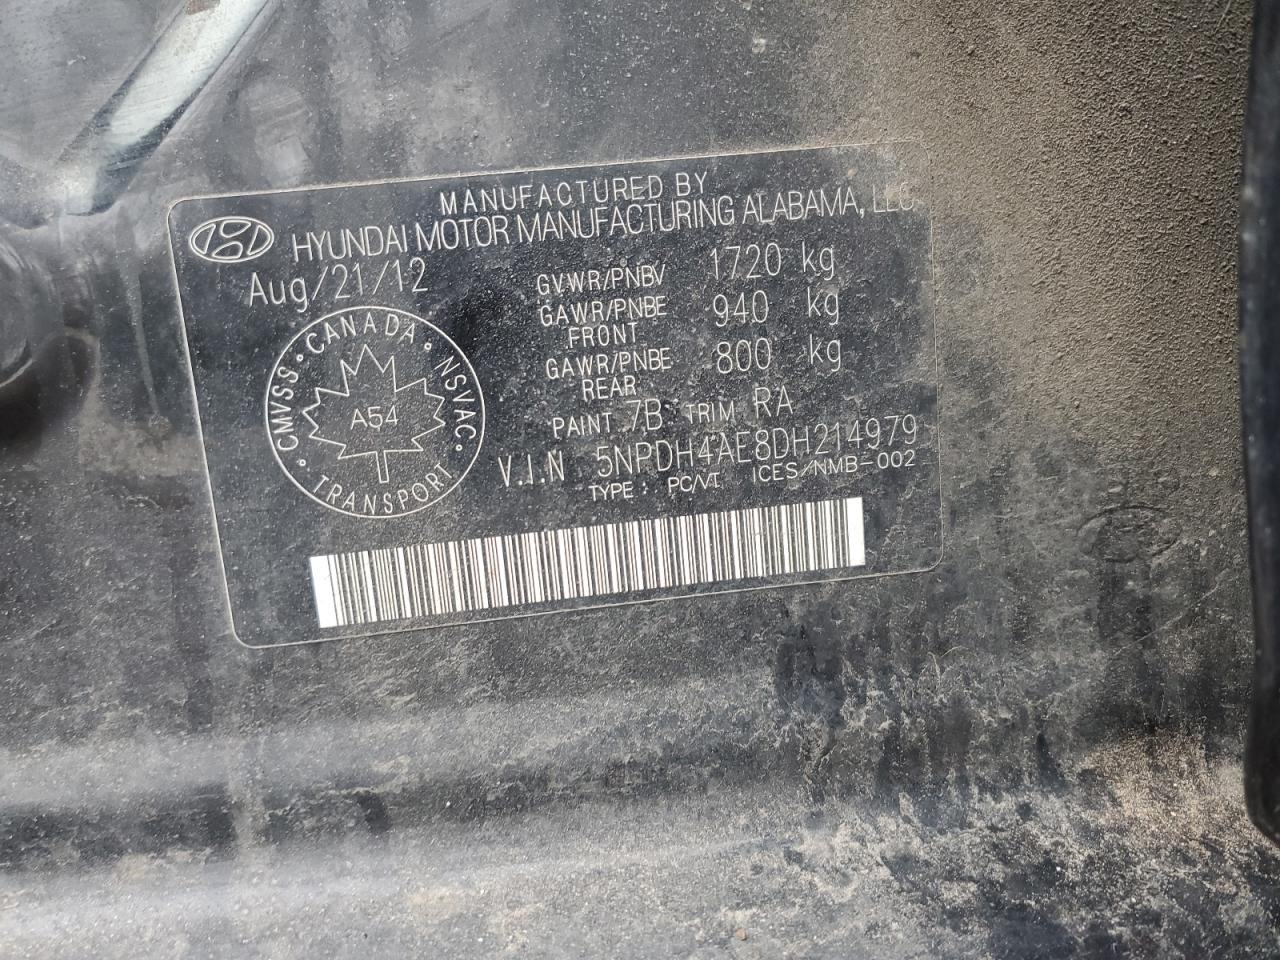 MANUFACTURED BY
HYUNDAI MOTOR MANUFACTURING ALABAMA, LLC
Aug/21/12
GVWR/PNBV 1720 kg
GAWR/PNBE FRONT 940 kg
GAWR/PNBE REAR 800 kg
PAINT 7B TRIM RA
V.I.N 5NPDH4AE8DH214979
TYPE : PC/VT ICES/NMB-002
CMVSS · CANADA · NSVAC
A54
TRANSPORT